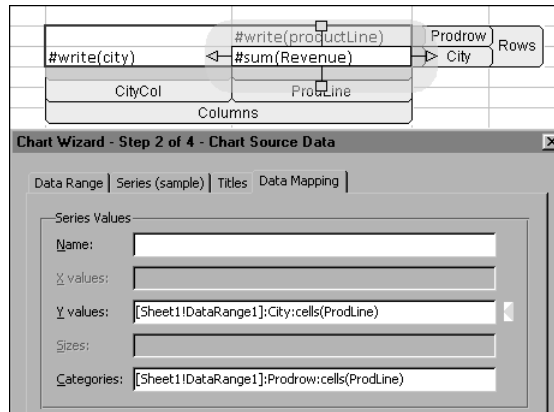 #write(productLine) Prodrow
Rows
#write(city) #sum(Revenue) City
CityCol ProdLine
Columns
Chart Wizard - Step 2 of 4 - Chart Source Data
Data Range Series (sample) Titles Data Mapping
Series Values
Name:
X values:
Y values: [Sheet1!DataRange1]:City:cells(ProdLine)
Sizes:
Categories: [Sheet1!DataRange1]:Prodrow:cells(ProdLine)